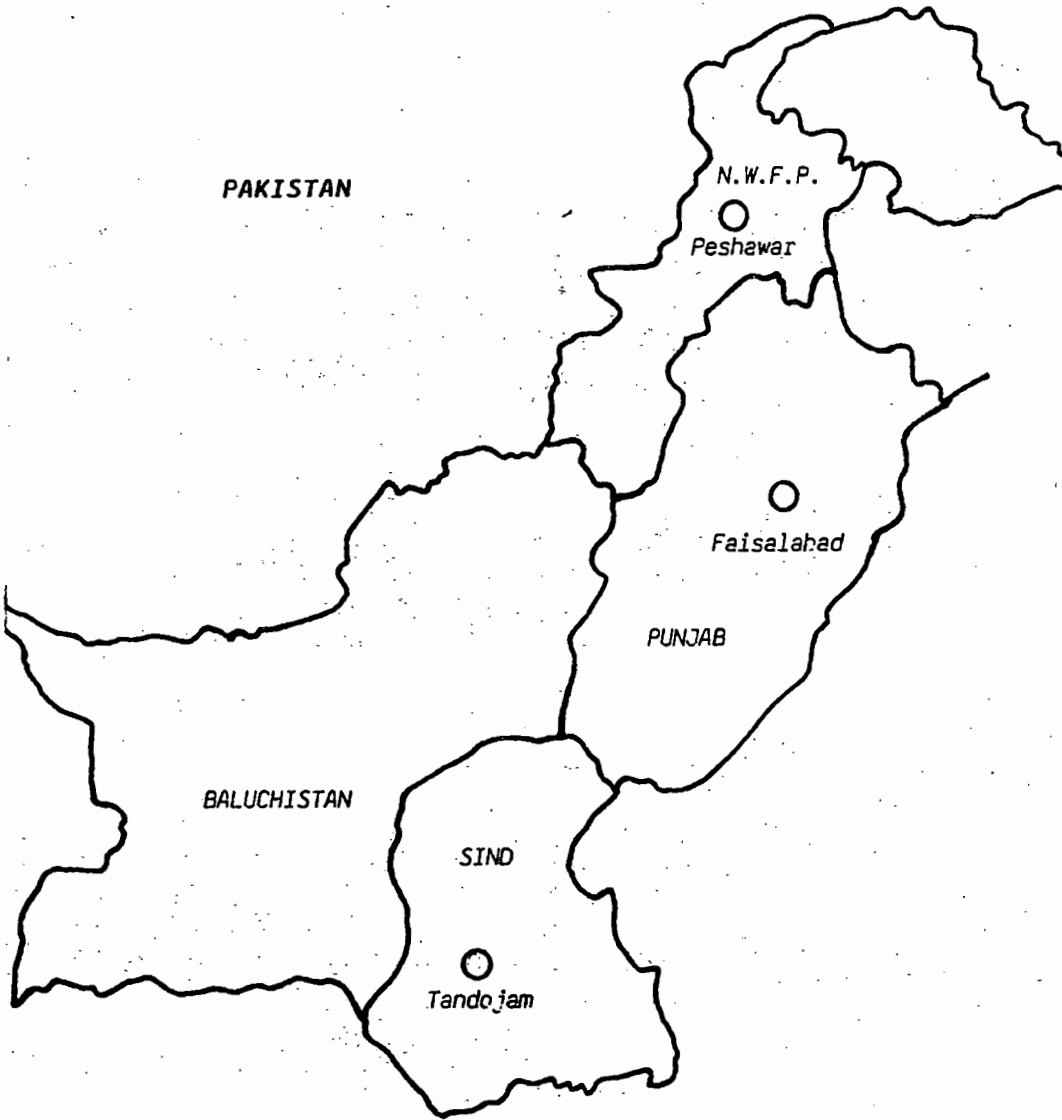 PAKISTAN
N.W.F.P.
Peshawar
Faisalabad
PUNJAB
BALUCHISTAN
SIND
Tandojam